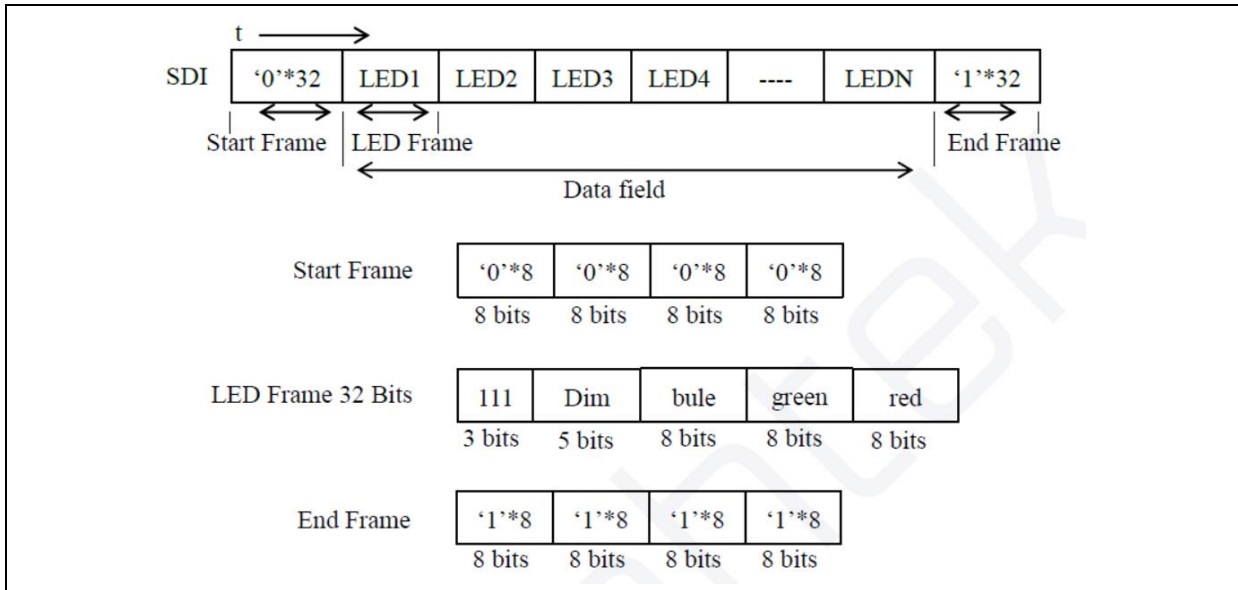 t
SDI ‘0’*32 LED1 LED2 LED3 LED4 ---- LEDN ‘1’*32
Start Frame LED Frame End Frame
Data field
Start Frame ‘0’*8 ‘0’*8 ‘0’*8 ‘0’*8
8 bits 8 bits 8 bits 8 bits
LED Frame 32 Bits 111 Dim bule green red
3 bits 5 bits 8 bits 8 bits 8 bits
End Frame ‘1’*8 ‘1’*8 ‘1’*8 ‘1’*8
8 bits 8 bits 8 bits 8 bits